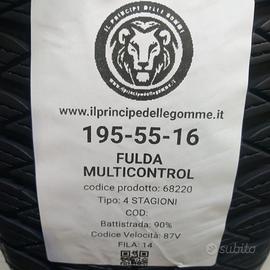 IL PRINCIPE DELLE GOMME
www.ilprincipedellegomme.it
www.ilprincipedellegomme.it
195-55-16
FULDA
MULTICONTROL
codice prodotto: 68220
Tipo: 4 STAGIONI
COD:
Battistrada: 90%
Codice Velocità: 87V
FILA: 14
subito